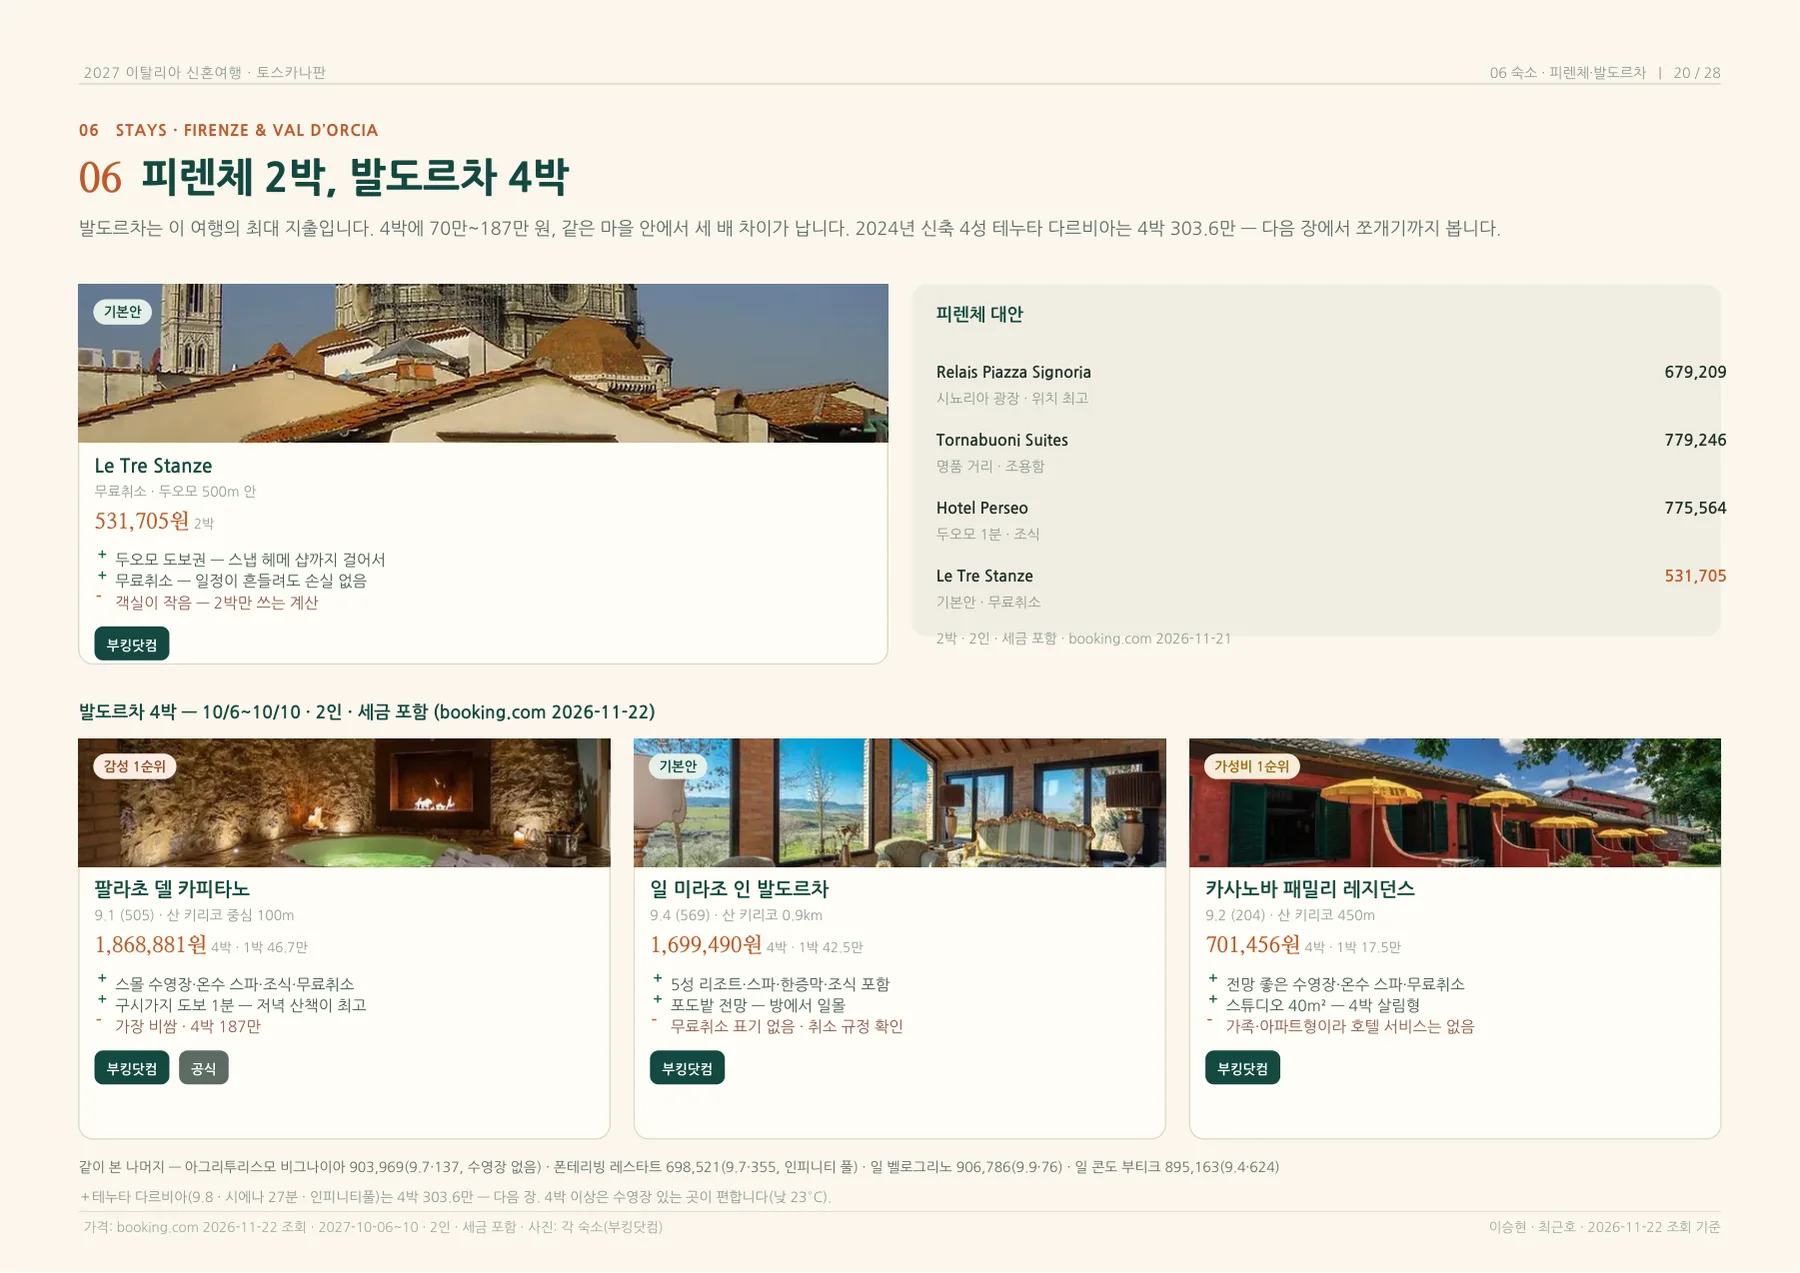 2027 이탈리아 신혼여행 · 토스카나판
06 숙소 · 피렌체·발도르차 | 20 / 28
06 STAYS · FIRENZE & VAL D'ORCIA
06 피렌체 2박, 발도르차 4박
발도르차는 이 여행의 최대 지출입니다. 4박에 70만~187만 원, 같은 마을 안에서 세 배 차이가 납니다. 2024년 신축 4성 테누타 다르비아는 4박 303.6만 — 다음 장에서 쪼개기까지 봅니다.
기본안
Le Tre Stanze
무료취소 · 두오모 500m 안
531,705원 2박
+ 두오모 도보권 — 스냅 헤메 샵까지 걸어서
+ 무료취소 — 일정이 흔들려도 손실 없음
- 객실이 작음 — 2박만 쓰는 계산
부킹닷컴
피렌체 대안
Relais Piazza Signoria 679,209
시뇨리아 광장 · 위치 최고
Tornabuoni Suites 779,246
명품 거리 · 조용함
Hotel Perseo 775,564
두오모 1분 · 조식
Le Tre Stanze 531,705
기본안 · 무료취소
2박 · 2인 · 세금 포함 · booking.com 2026-11-21
발도르차 4박 — 10/6~10/10 · 2인 · 세금 포함 (booking.com 2026-11-22)
감성 1순위
팔라초 델 카피타노
9.1 (505) · 산 키리코 중심 100m
1,868,881원 4박 · 1박 46.7만
+ 스몰 수영장·온수 스파·조식·무료취소
+ 구시가지 도보 1분 — 저녁 산책이 최고
- 가장 비쌈 · 4박 187만
부킹닷컴 공식
기본안
일 미라조 인 발도르차
9.4 (569) · 산 키리코 0.9km
1,699,490원 4박 · 1박 42.5만
+ 5성 리조트·스파·한증막·조식 포함
+ 포도밭 전망 — 방에서 일몰
- 무료취소 표기 없음 · 취소 규정 확인
부킹닷컴
가성비 1순위
카사노바 패밀리 레지던스
9.2 (204) · 산 키리코 450m
701,456원 4박 · 1박 17.5만
+ 전망 좋은 수영장·온수 스파·무료취소
+ 스튜디오 40m² — 4박 살림형
- 가족·아파트형이라 호텔 서비스는 없음
부킹닷컴
같이 본 나머지 — 아그리투리스모 비그나이아 903,969(9.7·137, 수영장 없음) · 폰테리빙 레스타트 698,521(9.7·355, 인피니티 풀) · 일 벨로그리노 906,786(9.9·76) · 일 콘도 부티크 895,163(9.4·624)
+ 테누타 다르비아(9.8 · 시에나 27분 · 인피니티풀)는 4박 303.6만 — 다음 장. 4박 이상은 수영장 있는 곳이 편합니다(낮 23°C).
가격: booking.com 2026-11-22 조회 · 2027-10-06~10 · 2인 · 세금 포함 · 사진: 각 숙소(부킹닷컴)
이승현 · 최근호 · 2026-11-22 조회 기준